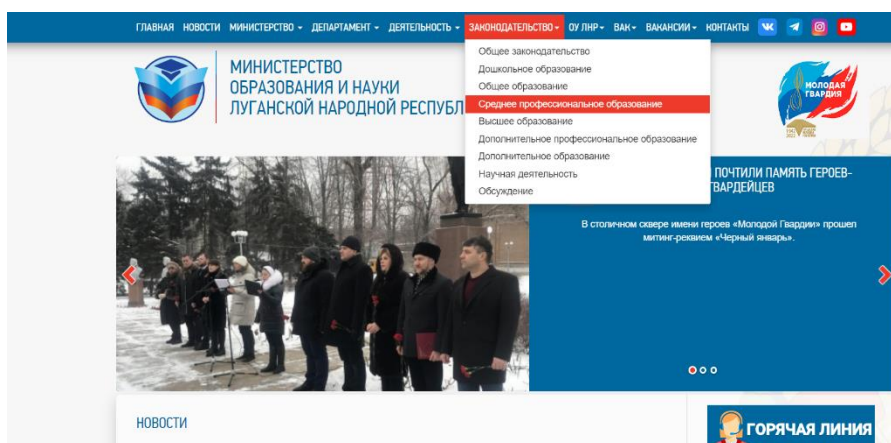 ГЛАВНАЯ НОВОСТИ МИНИСТЕРСТВО ДЕПАРТАМЕНТ ДЕЯТЕЛЬНОСТЬ ЗАКОНОДАТЕЛЬСТВО ОУ ЛНР ВАК ВАКАНСИИ КОНТАКТЫ
МИНИСТЕРСТВО
ОБРАЗОВАНИЯ И НАУКИ
ЛУГАНСКОЙ НАРОДНОЙ РЕСПУБЛ
Общее законодательство
Дошкольное образование
Общее образование
Среднее профессиональное образование
Высшее образование
Дополнительное профессиональное образование
Дополнительное образование
Научная деятельность
Обсуждение
МОЛОДАЯ
ГВАРДИЯ
ПОЧТИЛИ ПАМЯТЬ ГЕРОЕВ-
ВАРДЕЙЦЕВ
В столичном сквере имени героев «Молодой Гвардии» прошел
митинг-реквием «Черный январь».
НОВОСТИ
ГОРЯЧАЯ ЛИНИЯ